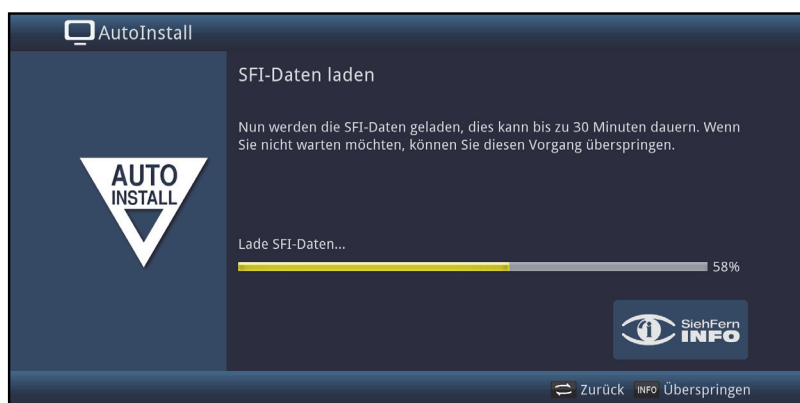 AutoInstall
SFI-Daten laden
Nun werden die SFI-Daten geladen, dies kann bis zu 30 Minuten dauern. Wenn
Sie nicht warten möchten, können Sie diesen Vorgang überspringen.
AUTO
INSTALL
Lade SFI-Daten...
58%
SiehFern
INFO
Zurück INFO Überspringen